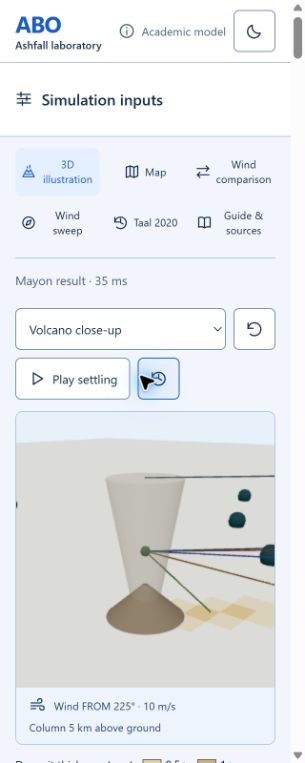 ABO
Ashfall laboratory
Academic model
Simulation inputs
3D
illustration
Map
Wind
comparison
Wind
sweep
Taal 2020
Guide &
sources
Mayon result · 35 ms
Volcano close-up
Play settling
Wind FROM 225° · 10 m/s
Column 5 km above ground